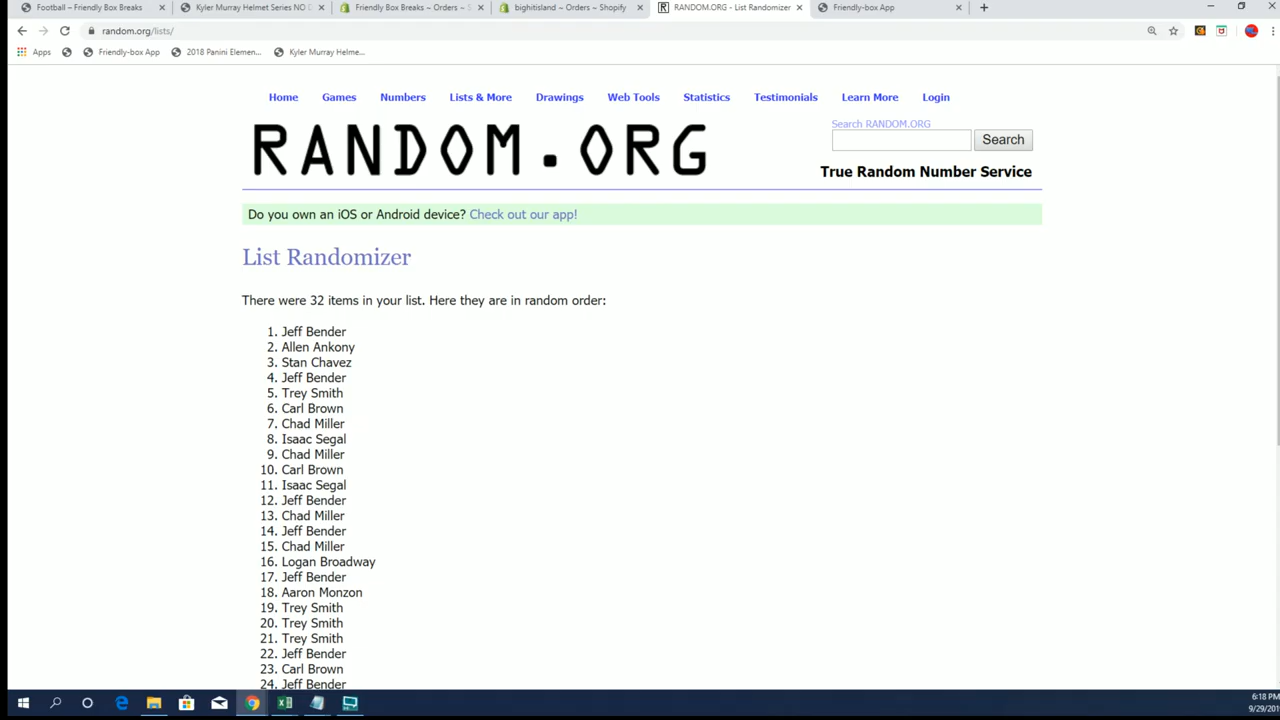 Football – Friendly Box Breaks
Kyler Murray Helmet Series NO D
Friendly Box Breaks ~ Orders ~ S
bighitisland ~ Orders ~ Shopify
RANDOM.ORG - List Randomizer
Friendly-box App
random.org/lists/
Apps
Friendly-box App
2018 Panini Elemen...
Kyler Murray Helme...
Home
Games
Numbers
Lists & More
Drawings
Web Tools
Statistics
Testimonials
Learn More
Login
RANDOM.ORG
Search RANDOM.ORG
Search
True Random Number Service
Do you own an iOS or Android device? Check out our app!
List Randomizer
There were 32 items in your list. Here they are in random order:
1. Jeff Bender
2. Allen Ankony
3. Stan Chavez
4. Jeff Bender
5. Trey Smith
6. Carl Brown
7. Chad Miller
8. Isaac Segal
9. Chad Miller
10. Carl Brown
11. Isaac Segal
12. Jeff Bender
13. Chad Miller
14. Jeff Bender
15. Chad Miller
16. Logan Broadway
17. Jeff Bender
18. Aaron Monzon
19. Trey Smith
20. Trey Smith
21. Trey Smith
22. Jeff Bender
23. Carl Brown
24. Jeff Bender
6:18 PM
9/29/201